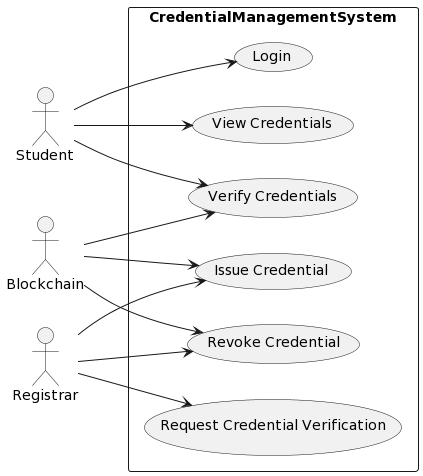 CredentialManagementSystem
Login
View Credentials
Student
Verify Credentials
Blockchain
Issue Credential
Revoke Credential
Registrar
Request Credential Verification